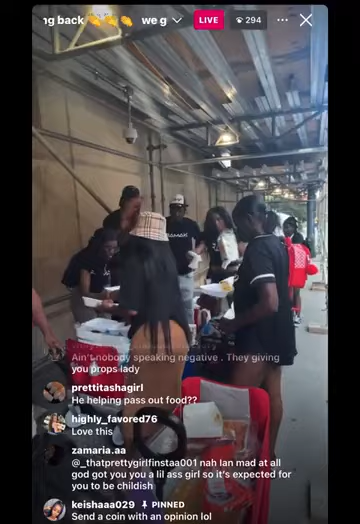 ng back 👏👏👏 we g
LIVE
294
Ain't nobody speaking negative . They giving
you props lady
prettitashagirl
He helping pass out food??
highly_favored76
Love this
zamaria.aa
@_thatprettygirlfinstaa001 nah Ian mad at all
god got you you a lil ass girl so it's expected for
you to be childish
keishaaa029 PINNED
Send a coin with an opinion lol